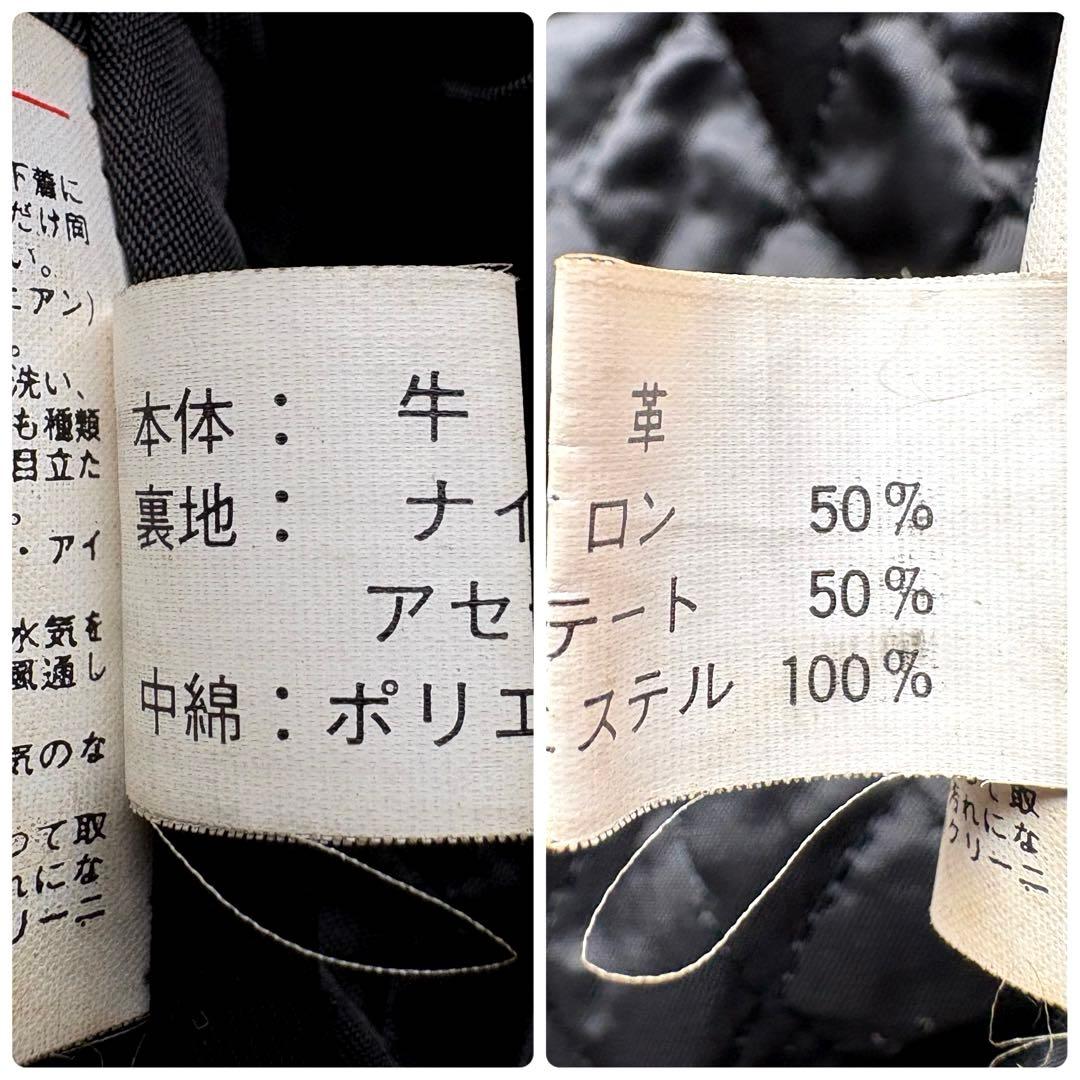 下着に
だけ間
い。
ニアン)
。
洗い、
も種類
目立た
。
・アイ
水気を
風通し
気のな
って取
れにな
リーニ
本体： 牛
裏地： ナイ
アセ
中綿：ポリエ
革
ロン 50%
テート 50%
ステル 100%
って取
汚れにな
クリーニ